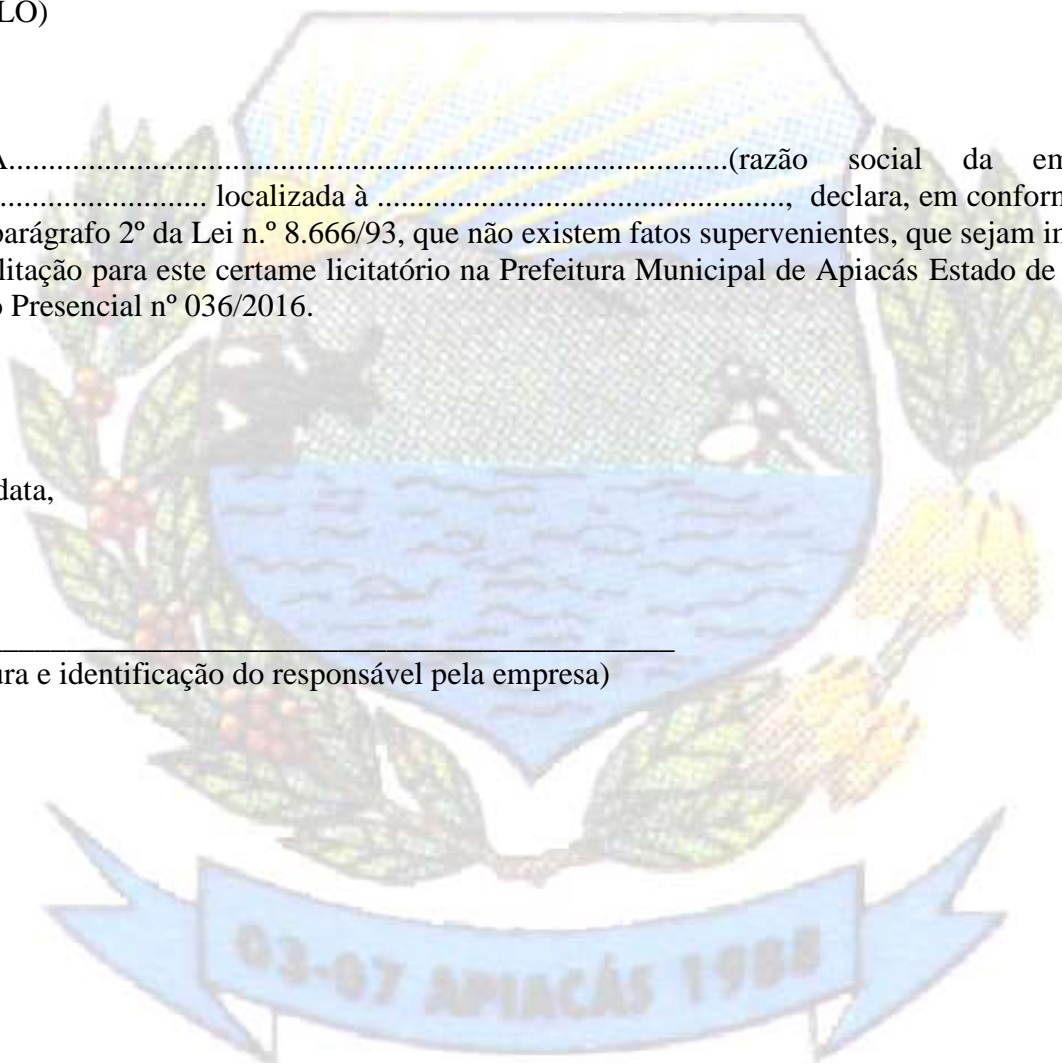 LO)
A..........................................................................................(razão social da em
.......................... localizada à ..................................................., declara, em conforn
parágrafo 2º da Lei n.º 8.666/93, que não existem fatos supervenientes, que sejam in
litação para este certame licitatório na Prefeitura Municipal de Apiacás Estado de
o Presencial nº 036/2016.
data,
ura e identificação do responsável pela empresa)
03-07 APIACÁS 1988